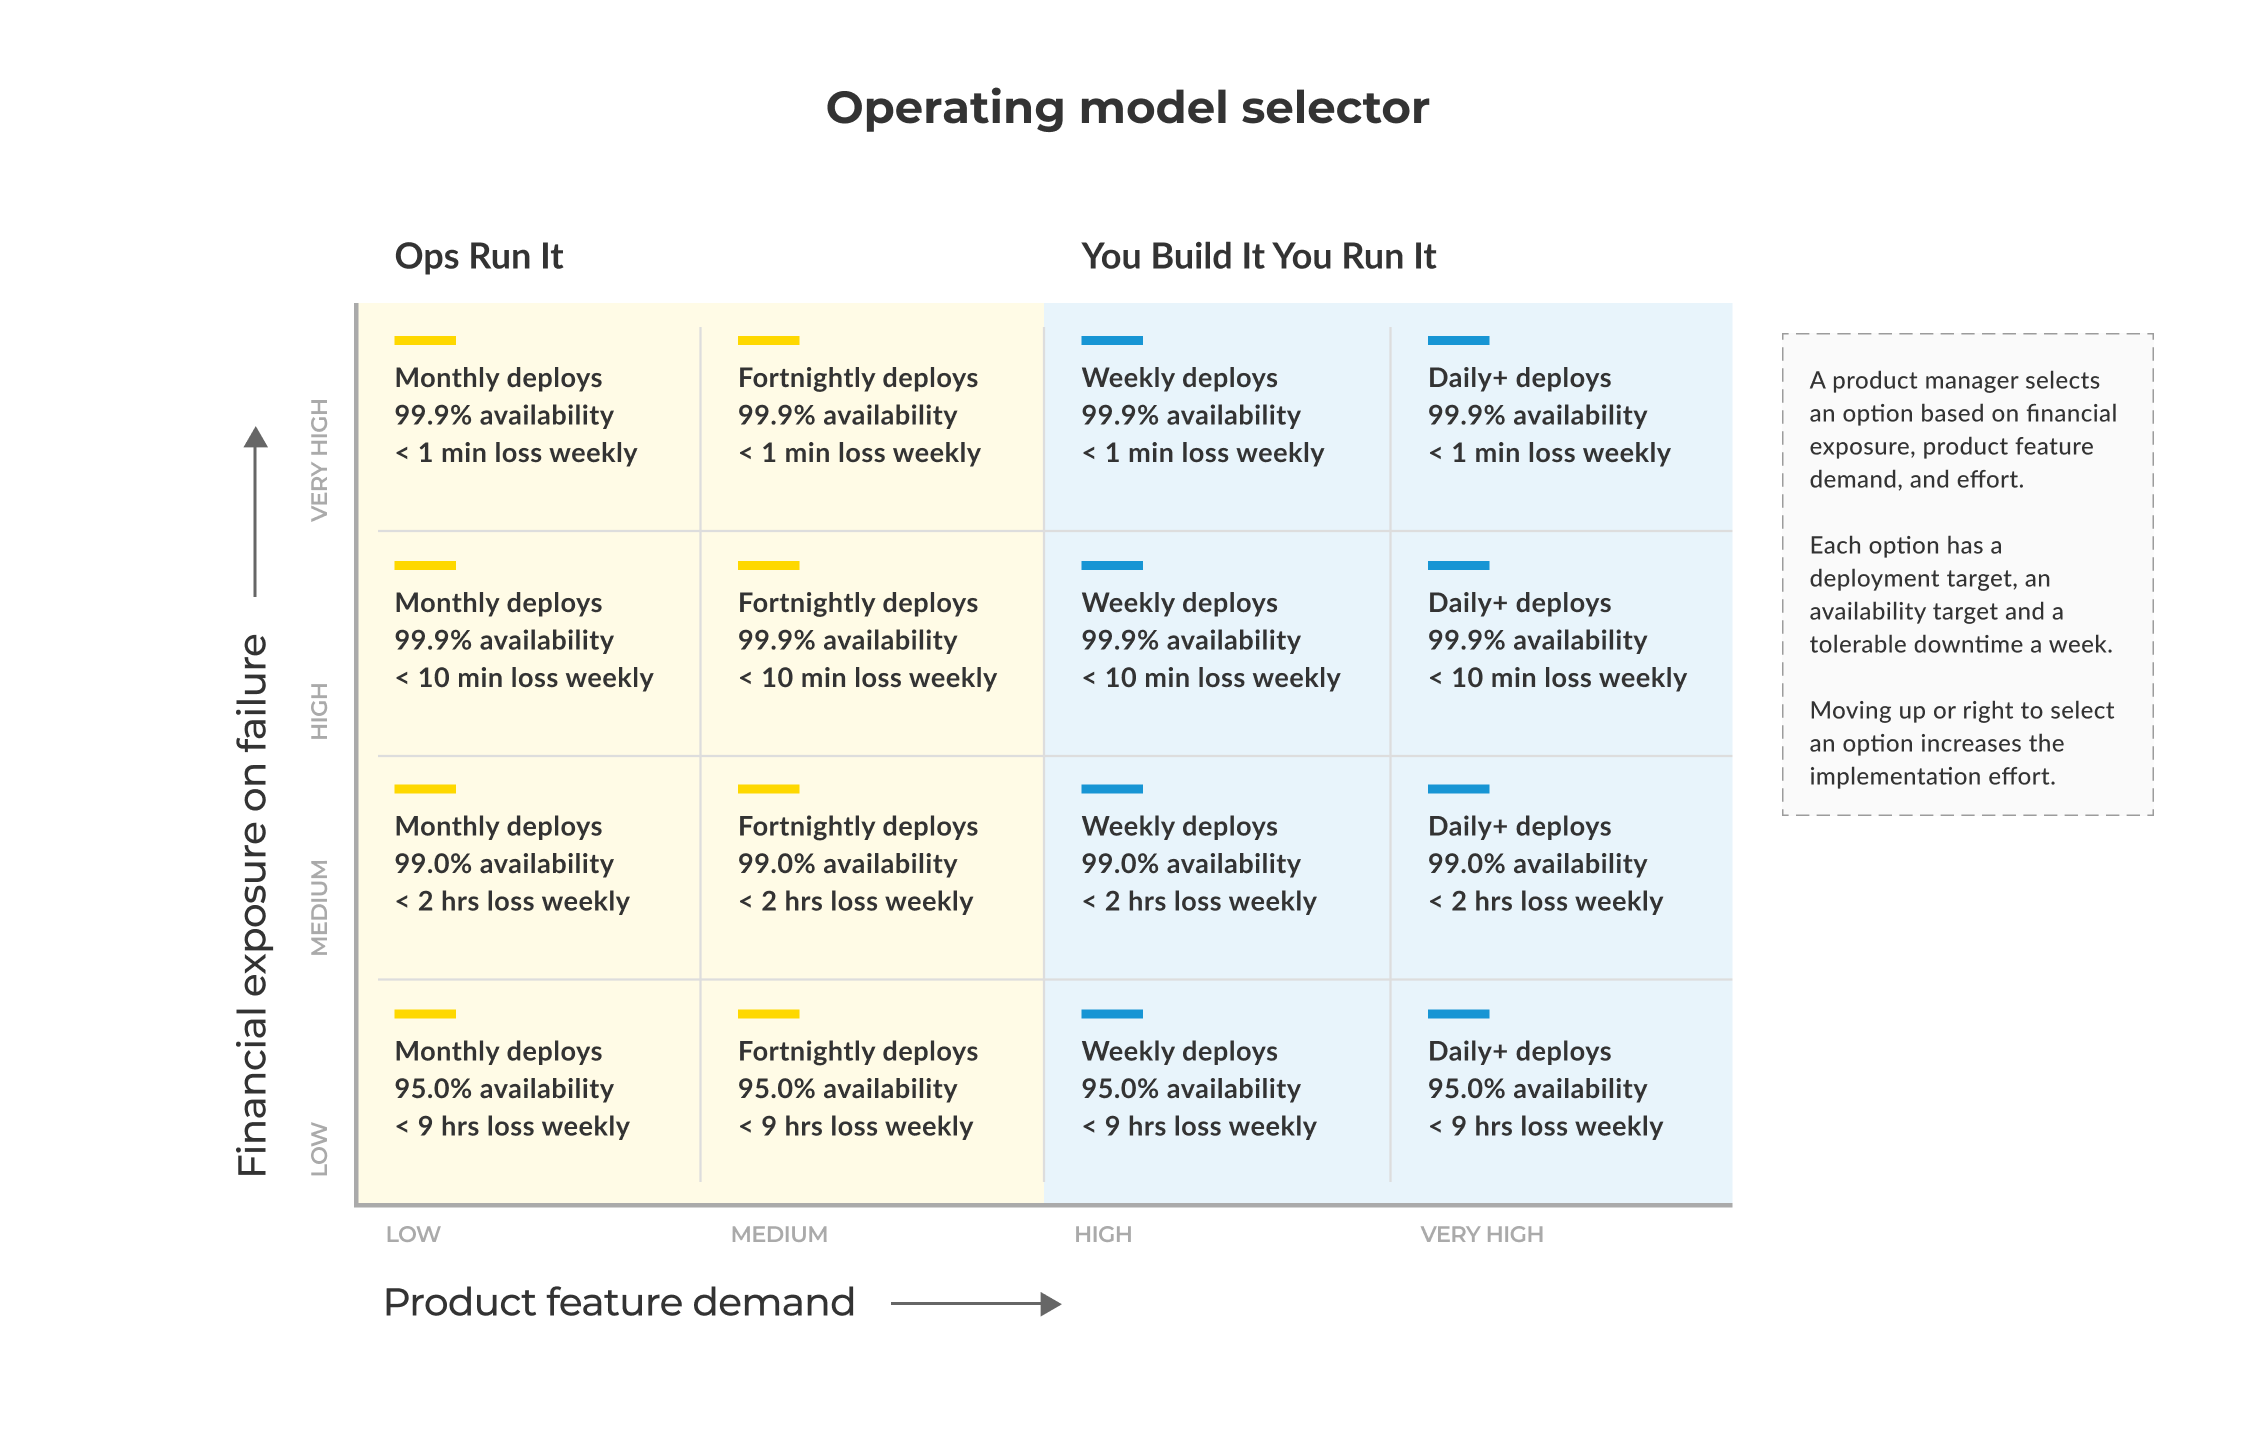 Operating model selector
Ops Run It
You Build It You Run It
Financial exposure on failure
VERY HIGH
Monthly deploys
99.9% availability
< 1 min loss weekly
Fortnightly deploys
99.9% availability
< 1 min loss weekly
Weekly deploys
99.9% availability
< 1 min loss weekly
Daily+ deploys
99.9% availability
< 1 min loss weekly
HIGH
Monthly deploys
99.9% availability
< 10 min loss weekly
Fortnightly deploys
99.9% availability
< 10 min loss weekly
Weekly deploys
99.9% availability
< 10 min loss weekly
Daily+ deploys
99.9% availability
< 10 min loss weekly
MEDIUM
Monthly deploys
99.0% availability
< 2 hrs loss weekly
Fortnightly deploys
99.0% availability
< 2 hrs loss weekly
Weekly deploys
99.0% availability
< 2 hrs loss weekly
Daily+ deploys
99.0% availability
< 2 hrs loss weekly
LOW
Monthly deploys
95.0% availability
< 9 hrs loss weekly
Fortnightly deploys
95.0% availability
< 9 hrs loss weekly
Weekly deploys
95.0% availability
< 9 hrs loss weekly
Daily+ deploys
95.0% availability
< 9 hrs loss weekly
LOW
MEDIUM
HIGH
VERY HIGH
Product feature demand
A product manager selects
an option based on financial
exposure, product feature
demand, and effort.
Each option has a
deployment target, an
availability target and a
tolerable downtime a week.
Moving up or right to select
an option increases the
implementation effort.